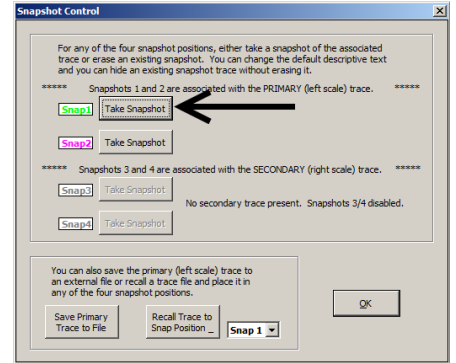 Snapshot Control
For any of the four snapshot positions, either take a snapshot of the associated
trace or erase an existing snapshot. You can change the default descriptive text
and you can hide an existing snapshot trace without erasing it.
***** Snapshots 1 and 2 are associated with the PRIMARY (left scale) trace. *****
Snap1 Take Snapshot
Snap2 Take Snapshot
***** Snapshots 3 and 4 are associated with the SECONDARY (right scale) trace. *****
Snap3 Take Snapshot
No secondary trace present. Snapshots 3/4 disabled.
Snap4 Take Snapshot
You can also save the primary (left scale) trace to
an external file or recall a trace file and place it in
any of the four snapshot positions.
OK
Save Primary Recall Trace to
Trace to File Snap Position _ Snap 1